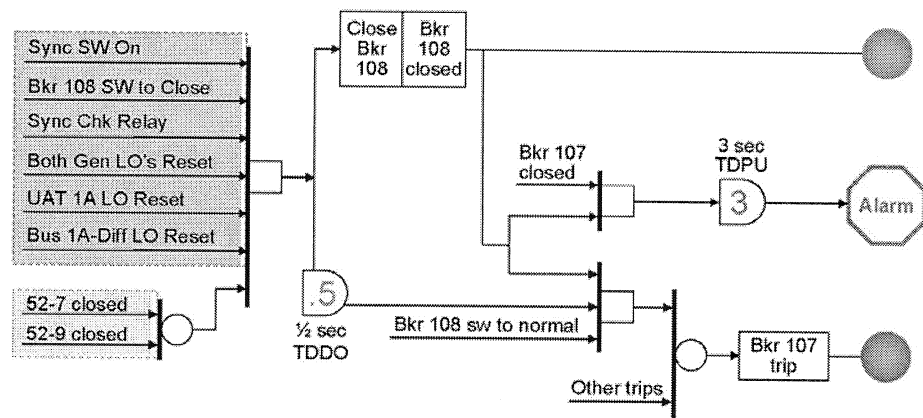 Sync SW On
Bkr 108 SW to Close
Sync Chk Relay
Both Gen LO's Reset
UAT 1A LO Reset
Bus 1A-Diff LO Reset
52-7 closed
52-9 closed
.5
½ sec
TDDO
Close
Bkr
108
Bkr
108
closed
Bkr 107
closed
3 sec
TDPU
3
Alarm
Bkr 108 sw to normal
Other trips
Bkr 107
trip